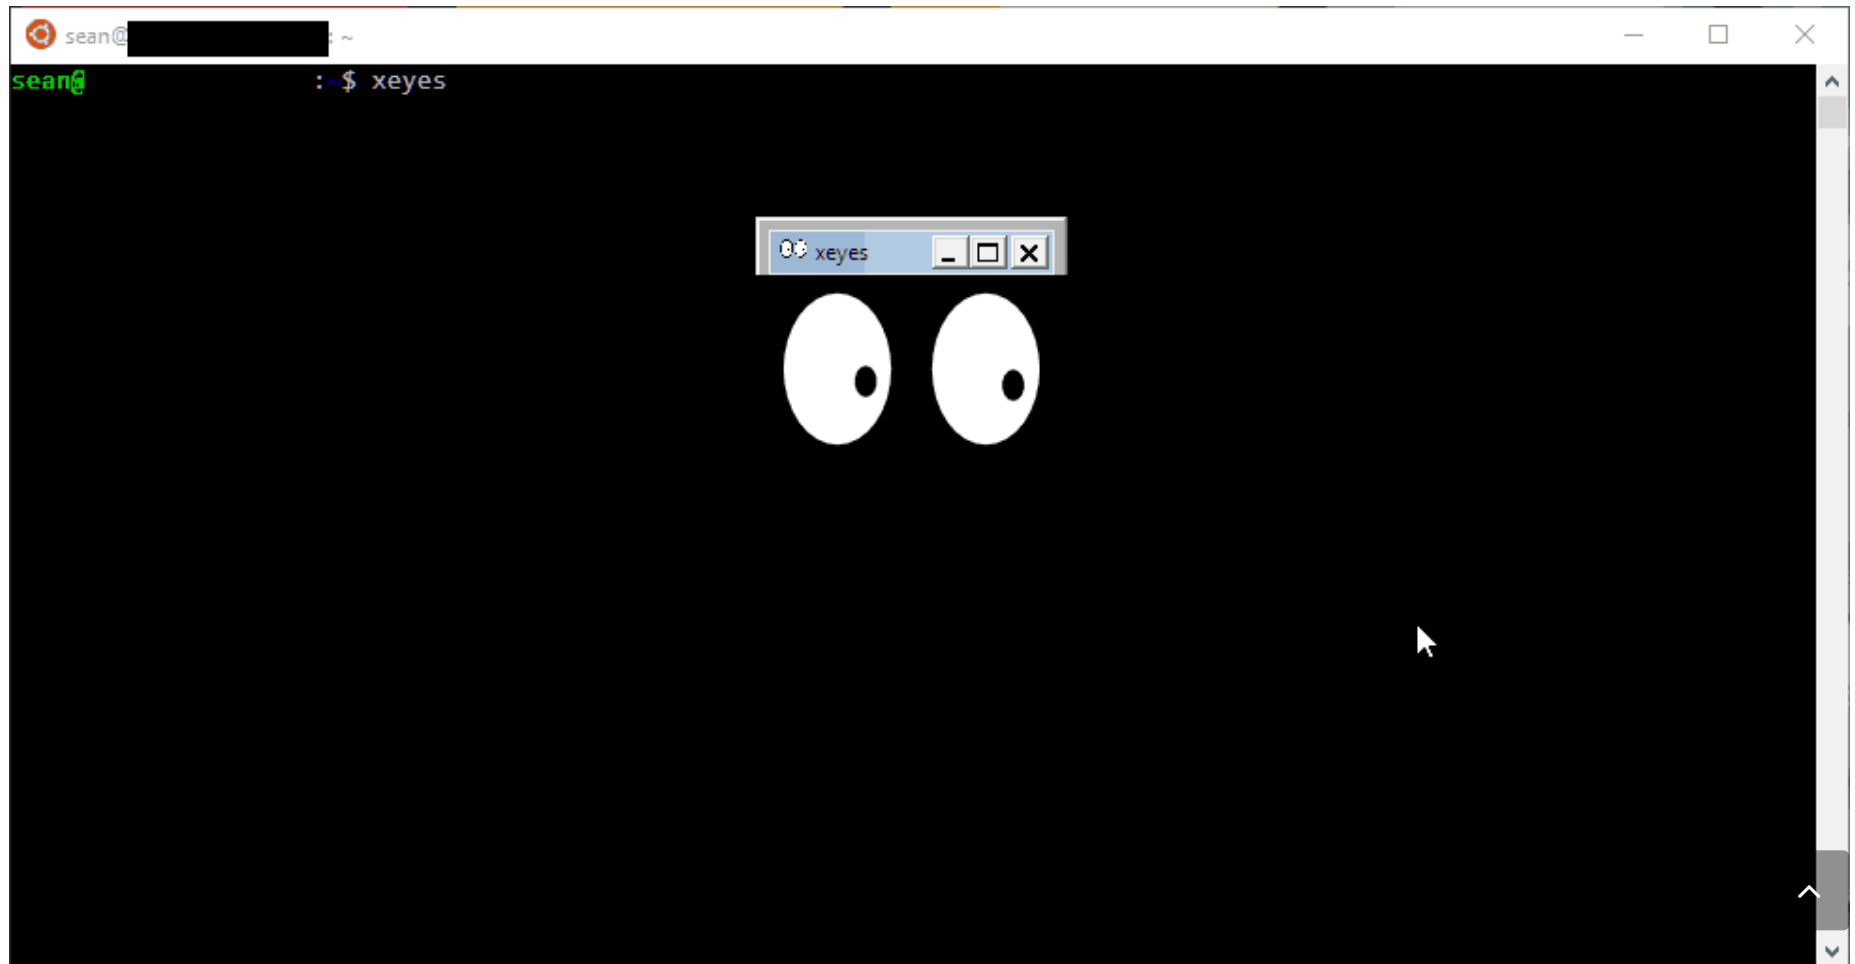 sean@ : ~
sean@ :~$ xeyes
xeyes